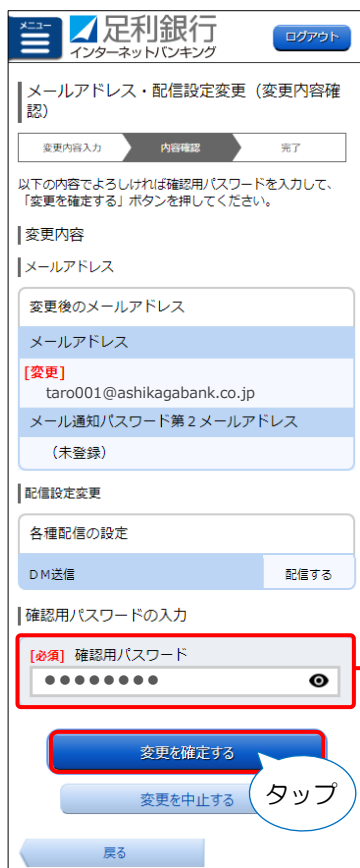 メニュー
足利銀行
インターネットバンキング
ログアウト
メールアドレス・配信設定変更（変更内容確
認）
変更内容入力
内容確認
完了
以下の内容でよろしければ確認用パスワードを入力して、
「変更を確定する」ボタンを押してください。
変更内容
メールアドレス
変更後のメールアドレス
メールアドレス
[変更]
taro001@ashikagabank.co.jp
メール通知パスワード第２メールアドレス
（未登録）
配信設定変更
各種配信の設定
ＤＭ送信
配信する
確認用パスワードの入力
[必須] 確認用パスワード
●●●●●●●●
変更を確定する
タップ
変更を中止する
戻る